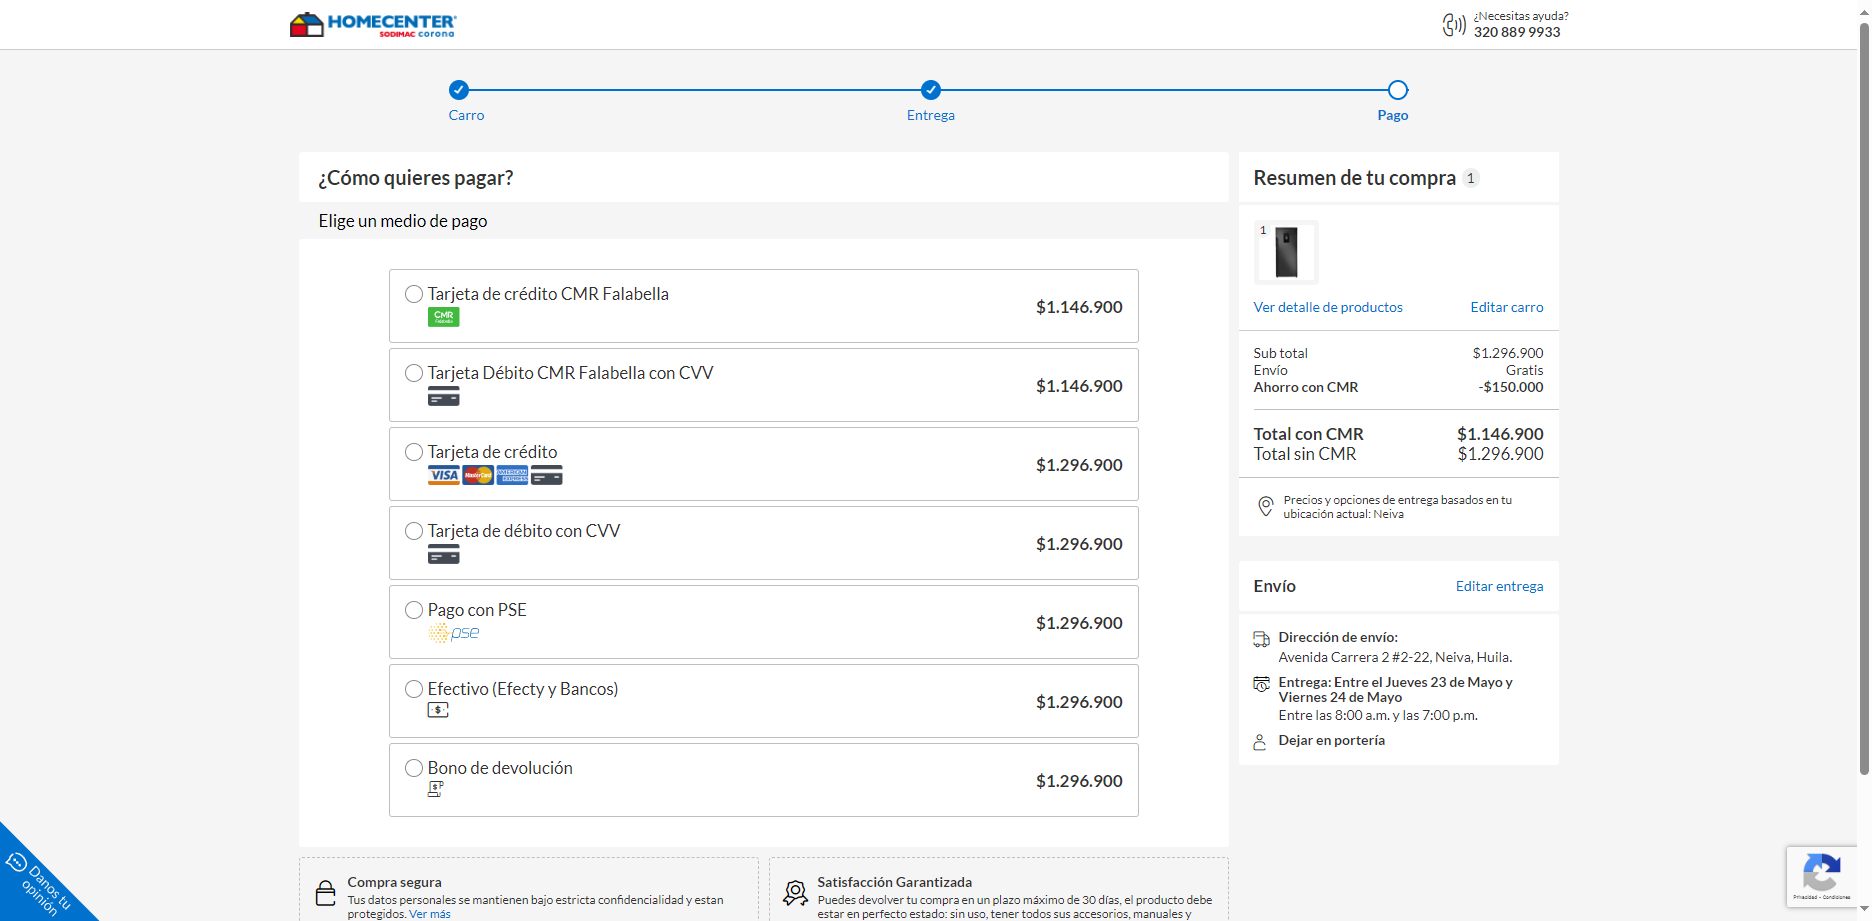 HOMECENTER
SODIMAC corona
¿Necesitas ayuda?
320 889 9933
Carro
Entrega
Pago
¿Cómo quieres pagar?
Elige un medio de pago
Tarjeta de crédito CMR Falabella
CMR
$1.146.900
Tarjeta Débito CMR Falabella con CVV
$1.146.900
Tarjeta de crédito
VISA MasterCard AMERICAN EXPRESS
$1.296.900
Tarjeta de débito con CVV
$1.296.900
Pago con PSE
pse
$1.296.900
Efectivo (Efecty y Bancos)
$
$1.296.900
Bono de devolución
$
$1.296.900
Compra segura
Tus datos personales se mantienen bajo estricta confidencialidad y estan
protegidos. Ver más
Satisfacción Garantizada
Puedes devolver tu compra en un plazo máximo de 30 días, el producto debe
estar en perfecto estado: sin uso, tener todos sus accesorios, manuales y
Resumen de tu compra 1
1
Ver detalle de productos Editar carro
Sub total $1.296.900
Envío Gratis
Ahorro con CMR -$150.000
Total con CMR $1.146.900
Total sin CMR $1.296.900
Precios y opciones de entrega basados en tu
ubicación actual: Neiva
Envío Editar entrega
Dirección de envío:
Avenida Carrera 2 #2-22, Neiva, Huila.
Entrega: Entre el Jueves 23 de Mayo y
Viernes 24 de Mayo
Entre las 8:00 a.m. y las 7:00 p.m.
Dejar en portería
Danos tu
opinión
Privacidad - Condiciones